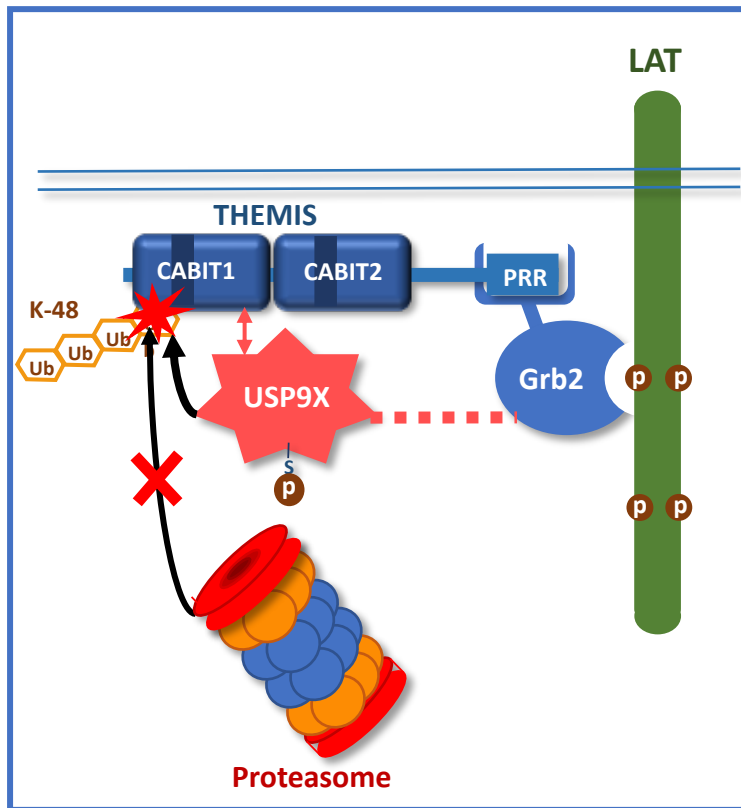 LAT
THEMIS
CABIT1
CABIT2
PRR
K-48
Ub
Ub
Ub
Ub
USP9X
Grb2
p
p
S
p
p
p
Proteasome